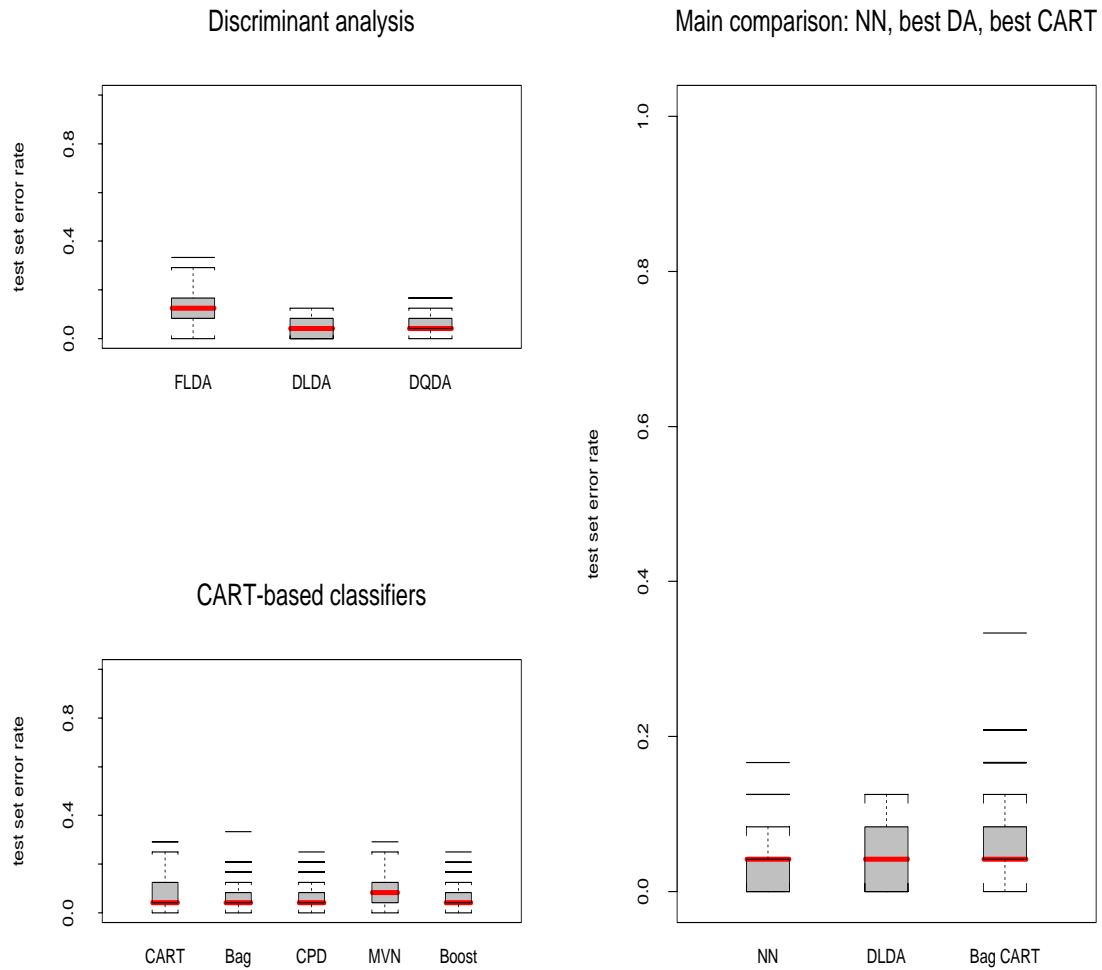 Discriminant analysis
test set error rate
0.0 0.4 0.8
FLDA DLDA DQDA
CART-based classifiers
test set error rate
0.0 0.4 0.8
CART Bag CPD MVN Boost
Main comparison: NN, best DA, best CART
test set error rate
0.0 0.2 0.4 0.6 0.8 1.0
NN DLDA Bag CART